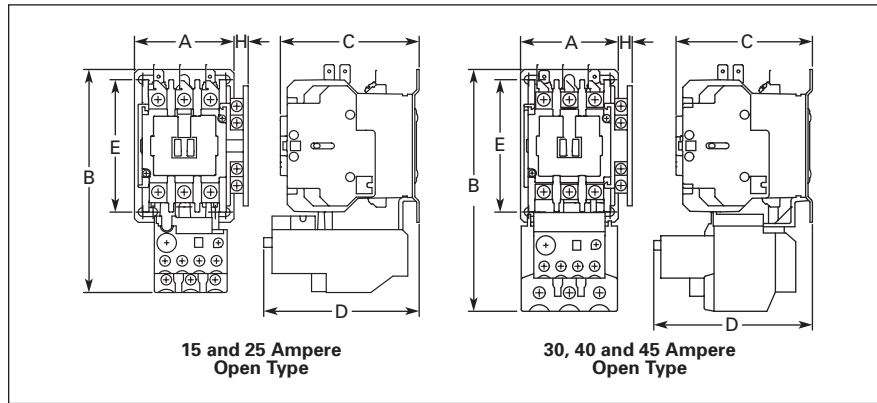 A H C A H C
E B E B
D D
15 and 25 Ampere
Open Type
30, 40 and 45 Ampere
Open Type